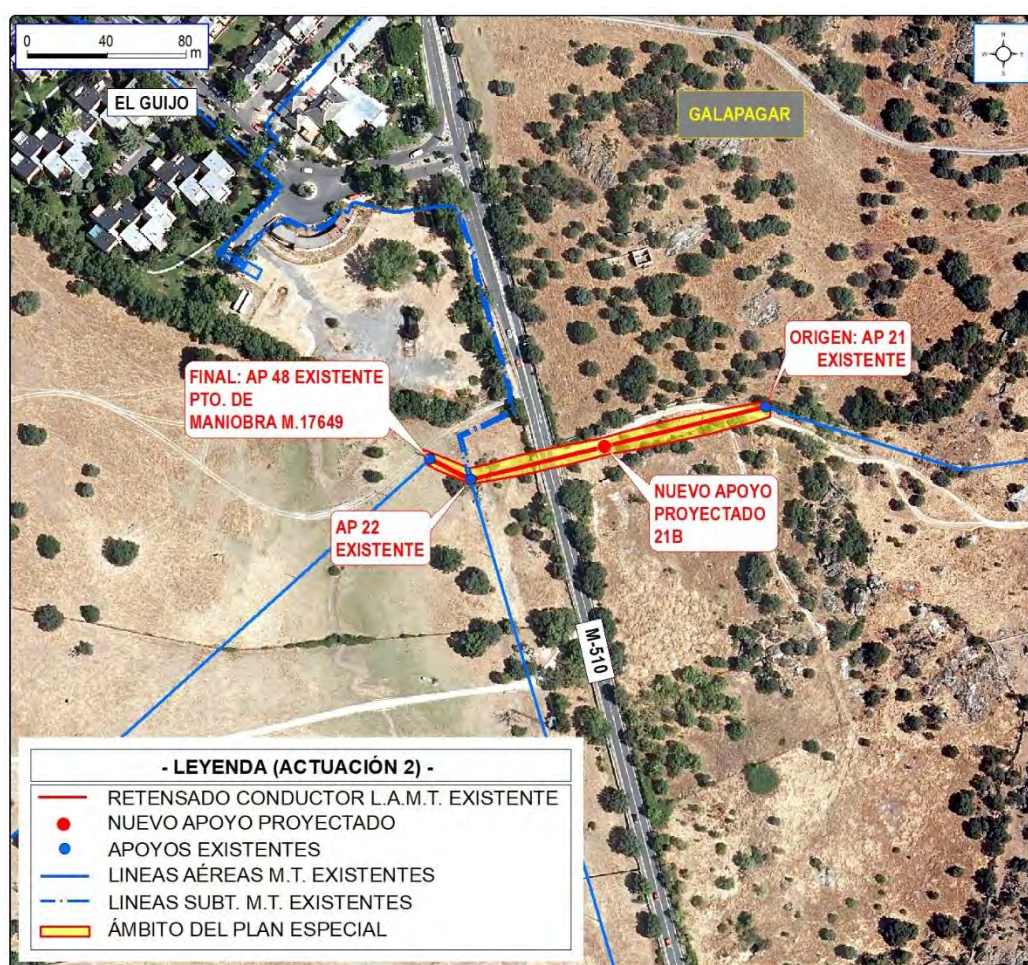 0 40 80
m
N
W E
S
EL GUIJO
GALAPAGAR
ORIGEN: AP 21
EXISTENTE
FINAL: AP 48 EXISTENTE
PTO. DE
MANIOBRA M.17649
AP 22
EXISTENTE
NUEVO APOYO
PROYECTADO
21B
M-510
- LEYENDA (ACTUACIÓN 2) -
RETENSADO CONDUCTOR L.A.M.T. EXISTENTE
NUEVO APOYO PROYECTADO
APOYOS EXISTENTES
LINEAS AÉREAS M.T. EXISTENTES
LINEAS SUBT. M.T. EXISTENTES
ÁMBITO DEL PLAN ESPECIAL